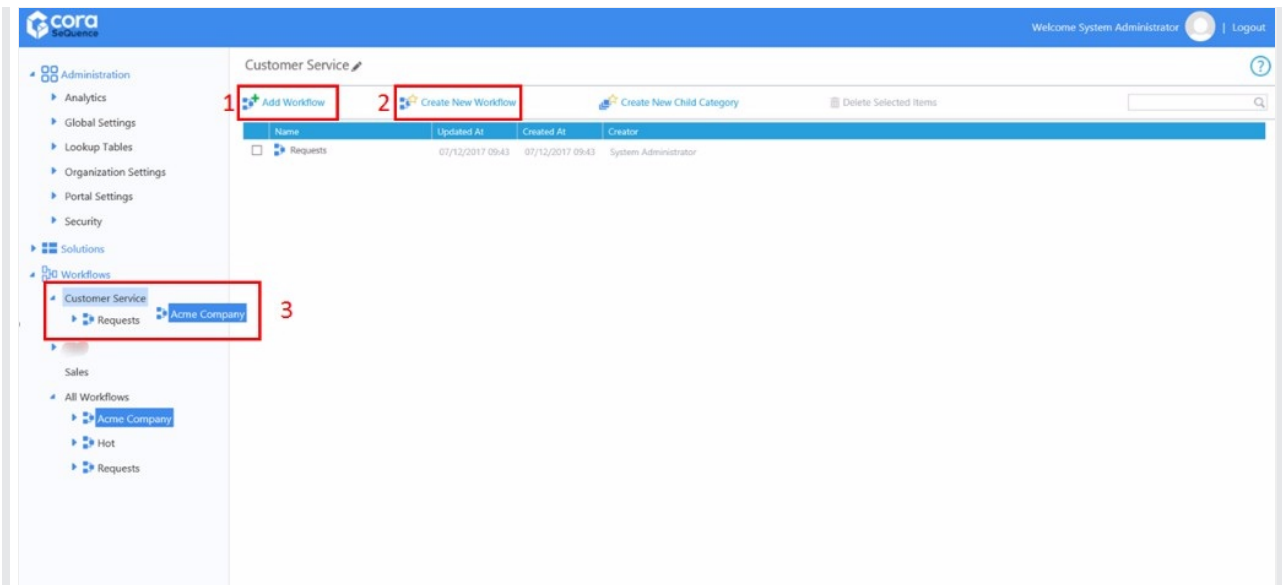 cora
SeQuence
Welcome System Administrator | Logout
Administration
Analytics
Global Settings
Lookup Tables
Organization Settings
Portal Settings
Security
Solutions
Workflows
Customer Service
Requests
Acme Company
3
Sales
All Workflows
Acme Company
Hot
Requests
Customer Service
?
1 Add Workflow 2 Create New Workflow Create New Child Category Delete Selected Items
Name Updated At Created At Creator
Requests 07/12/2017 09:43 07/12/2017 09:43 System Administrator